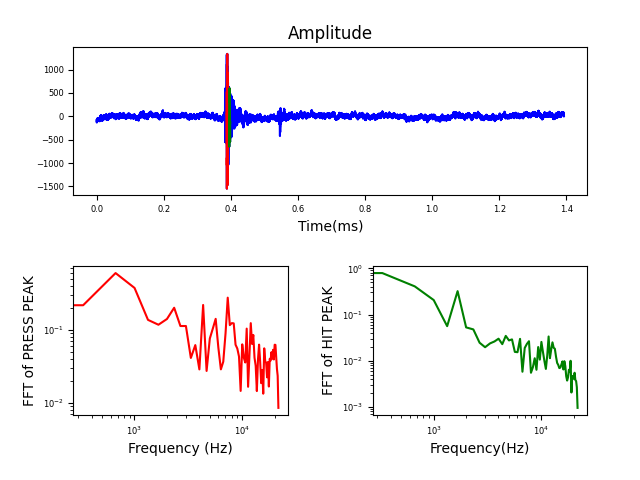 Amplitude
1000
500
0
−500
−1000
−1500
0.0 0.2 0.4 0.6 0.8 1.0 1.2 1.4
Time(ms)
FFT of PRESS PEAK
10⁻¹
10⁻²
10³ 10⁴
Frequency (Hz)
FFT of HIT PEAK
10⁰
10⁻¹
10⁻²
10⁻³
10³ 10⁴
Frequency(Hz)